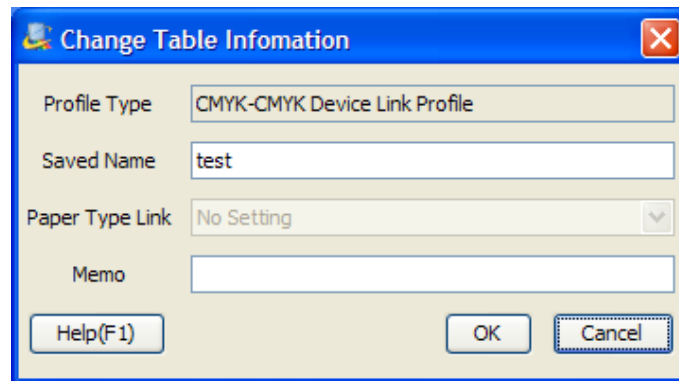 Change Table Infomation
Profile Type CMYK-CMYK Device Link Profile
Saved Name test
Paper Type Link No Setting
Memo
Help(F1) OK Cancel